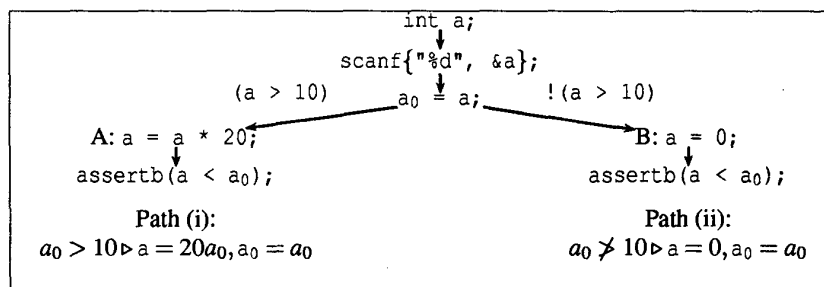 int a;
scanf{"%d", &a};
(a > 10) a₀ = a; !(a > 10)
A: a = a * 20; B: a = 0;
assertb(a < a₀); assertb(a < a₀);
Path (i): Path (ii):
a₀ > 10 ▹ a = 20a₀, a₀ = a₀ a₀ ≯ 10 ▹ a = 0, a₀ = a₀